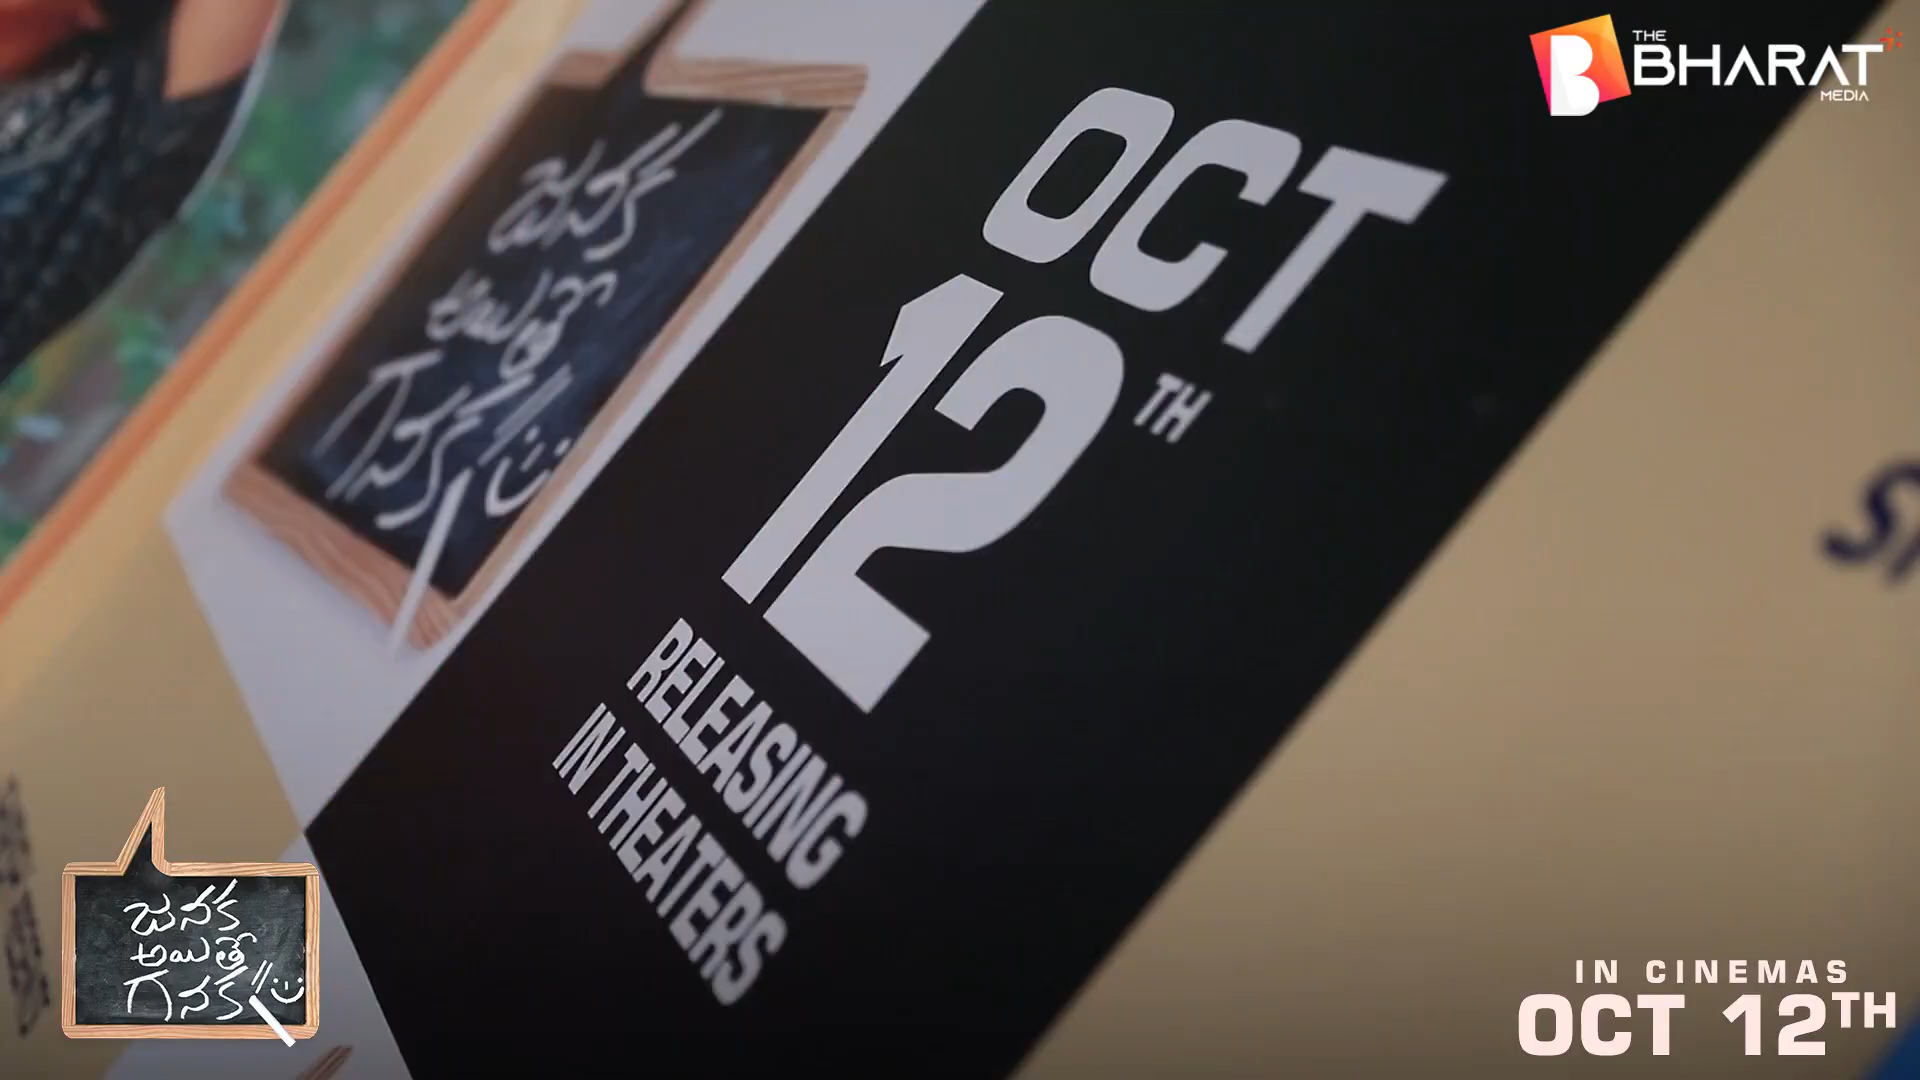 THE
BHARAT
MEDIA
జనక
అయితే
గనక
OCT
12TH
RELEASING
IN THEATERS
జనక
అయితే
గనక
IN CINEMAS
OCT 12TH